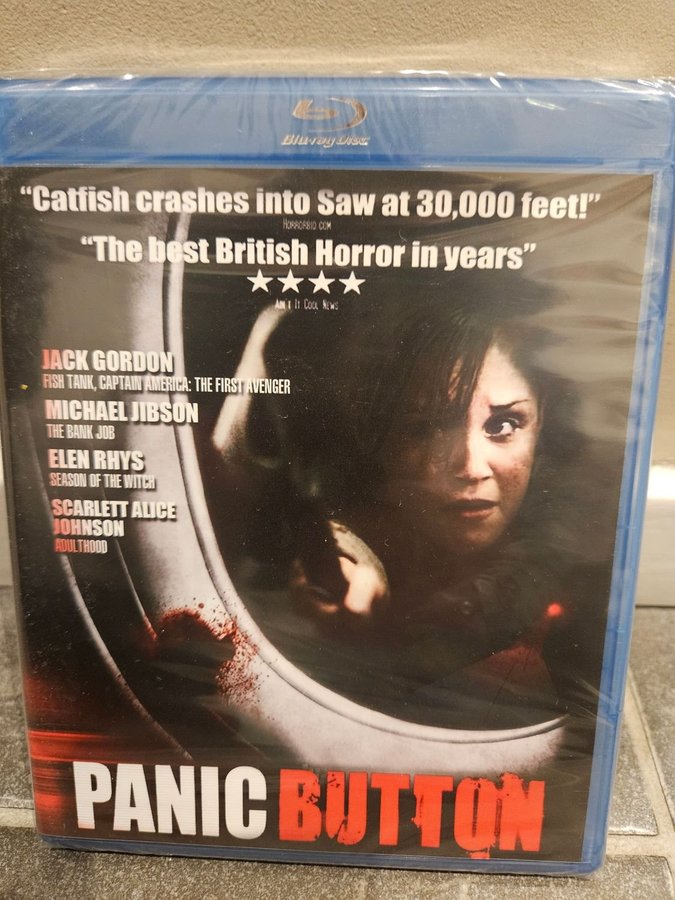 Blu-ray Disc
“Catfish crashes into Saw at 30,000 feet!”
HORRORBID.COM
“The best British Horror in years”
AIN'T IT COOL NEWS
JACK GORDON
FISH TANK, CAPTAIN AMERICA: THE FIRST AVENGER
MICHAEL JIBSON
THE BANK JOB
ELEN RHYS
SEASON OF THE WITCH
SCARLETT ALICE
JOHNSON
ADULTHOOD
PANIC BUTTON